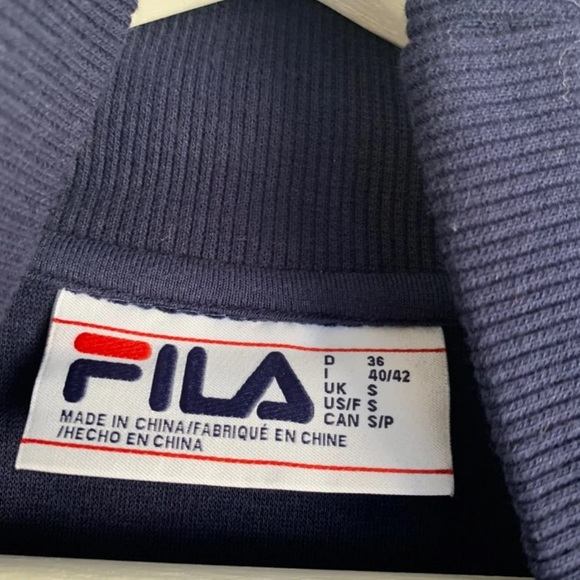 FILA
D 36
I 40/42
UK S
US/F S
CAN S/P
MADE IN CHINA/FABRIQUÉ EN CHINE
/HECHO EN CHINA